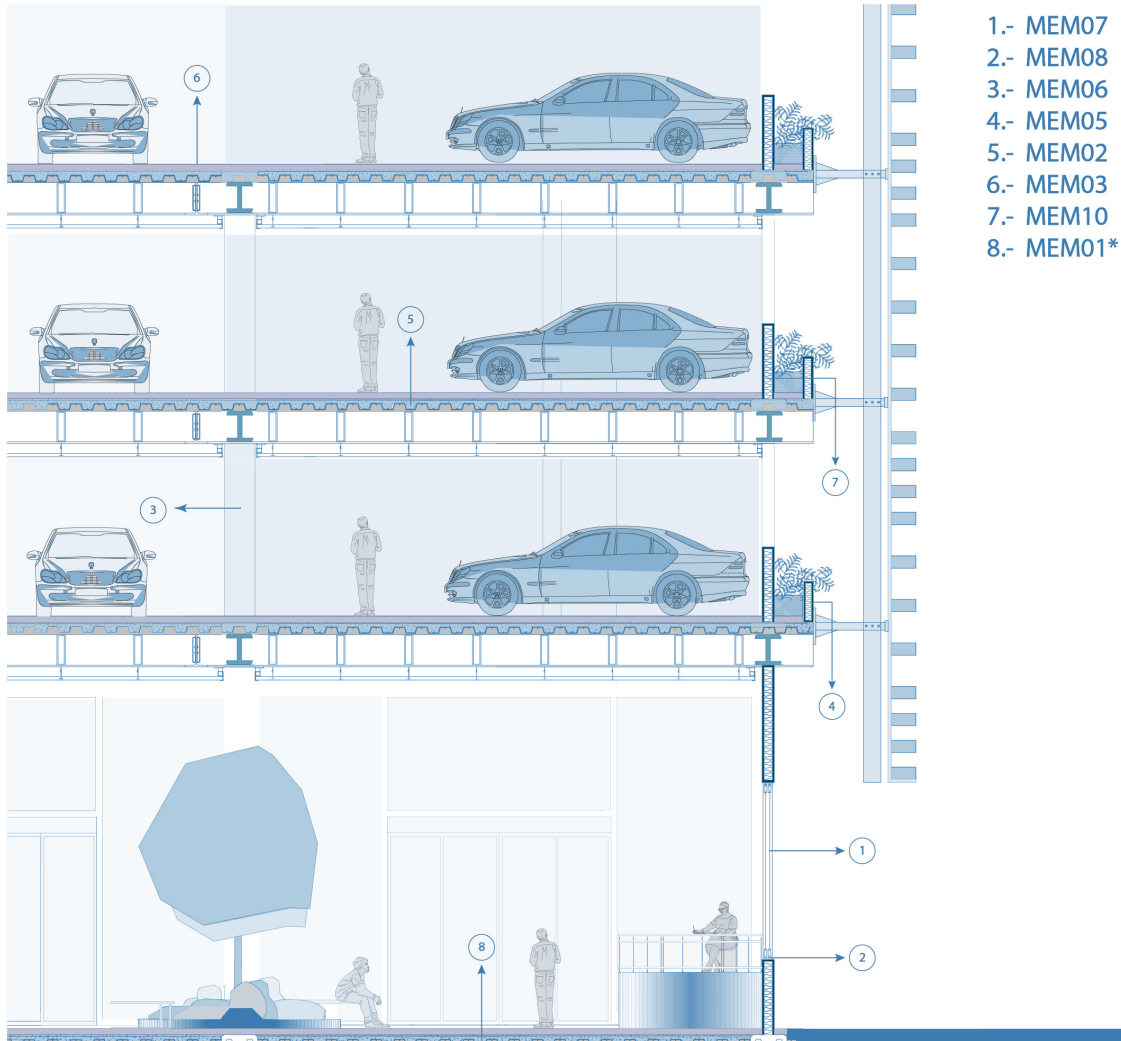 1.- MEM07
2.- MEM08
3.- MEM06
4.- MEM05
5.- MEM02
6.- MEM03
7.- MEM10
8.- MEM01*
6
5
7
3
4
1
8
2